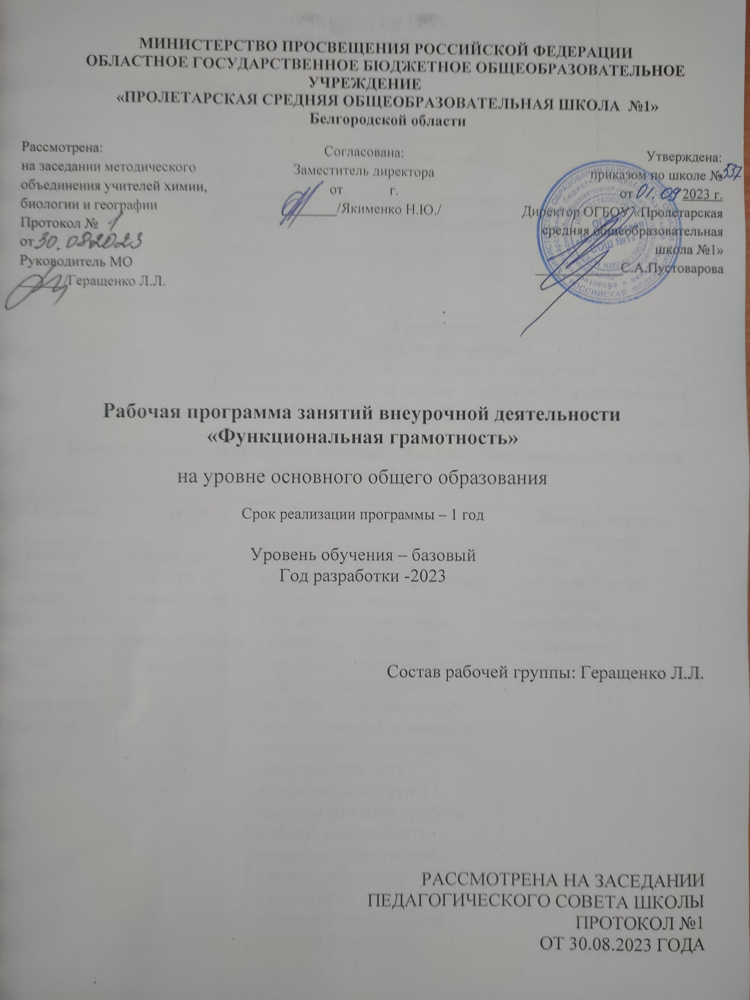 МИНИСТЕРСТВО ПРОСВЕЩЕНИЯ РОССИЙСКОЙ ФЕДЕРАЦИИ
ОБЛАСТНОЕ ГОСУДАРСТВЕННОЕ БЮДЖЕТНОЕ ОБЩЕОБРАЗОВАТЕЛЬНОЕ
УЧРЕЖДЕНИЕ
«ПРОЛЕТАРСКАЯ СРЕДНЯЯ ОБЩЕОБРАЗОВАТЕЛЬНАЯ ШКОЛА №1»
Белгородской области
Рассмотрена:
на заседании методического
объединения учителей химии,
биологии и географии
Протокол № 1
от 30.08.2023
Руководитель МО
/Геращенко Л.Л.
Согласована:
Заместитель директора
от г.
/Якименко Н.Ю./
Утверждена:
приказом по школе № 537
от 01.09 2023 г.
Директор ОГБОУ «Пролетарская
средняя общеобразовательная
школа №1»
С.А.Пустоварова
Рабочая программа занятий внеурочной деятельности
«Функциональная грамотность»
на уровне основного общего образования
Срок реализации программы – 1 год
Уровень обучения – базовый
Год разработки -2023
Состав рабочей группы: Геращенко Л.Л.
РАССМОТРЕНА НА ЗАСЕДАНИИ
ПЕДАГОГИЧЕСКОГО СОВЕТА ШКОЛЫ
ПРОТОКОЛ №1
ОТ 30.08.2023 ГОДА